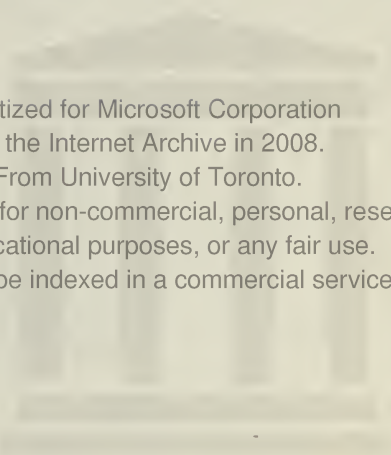 tized for Microsoft Corporation
the Internet Archive in 2008.
From University of Toronto.
for non-commercial, personal, rese
cational purposes, or any fair use.
be indexed in a commercial service